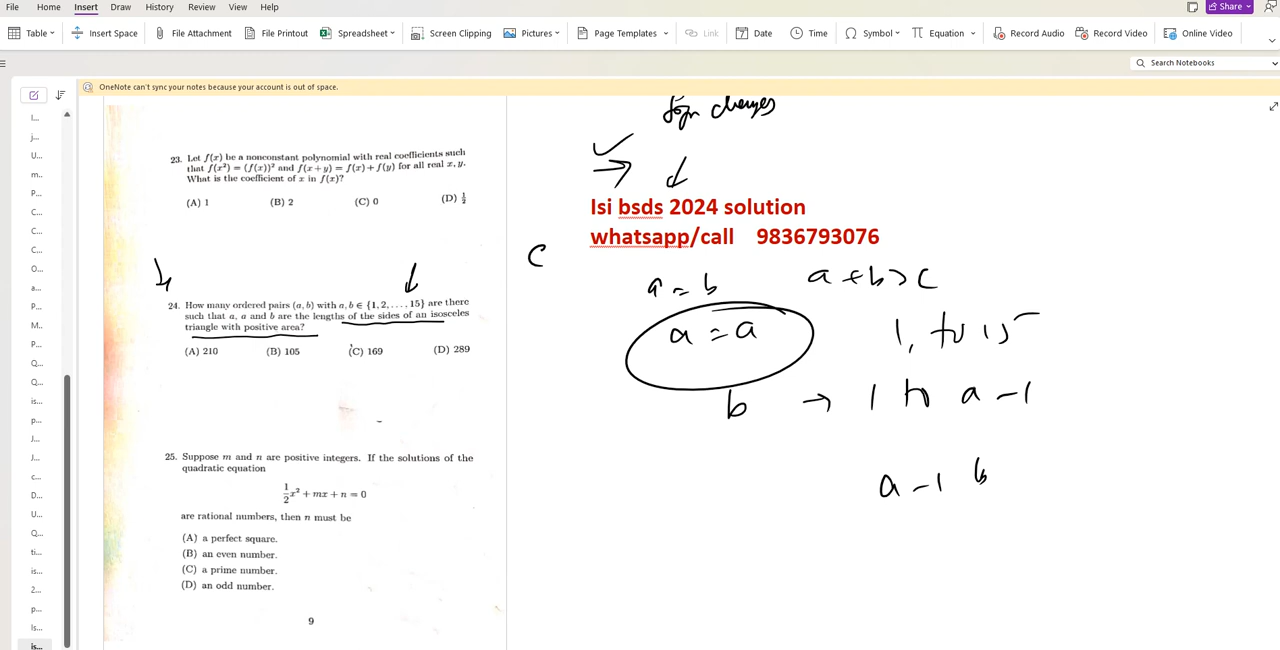 File Home Insert Draw History Review View Help Share
Table Insert Space File Attachment File Printout Spreadsheet Screen Clipping Pictures Page Templates Link Date Time Symbol Equation Record Audio Record Video Online Video
Search Notebooks
OneNote can't sync your notes because your account is out of space.
I...
j...
U...
m...
P...
C...
C...
C...
O...
a...
P...
M...
P...
Q...
Q...
is...
p...
J...
J...
c...
D...
U...
Q...
ti...
is...
2...
p...
Is...
is...
23. Let f(x) be a nonconstant polynomial with real coefficients such
that f(x²) = (f(x))² and f(x+y) = f(x)+f(y) for all real x, y.
What is the coefficient of x in f(x)?
(A) 1 (B) 2 (C) 0 (D) 1/2
24. How many ordered pairs (a, b) with a, b ∈ {1, 2, . . . , 15} are there
such that a, a and b are the lengths of the sides of an isosceles
triangle with positive area?
(A) 210 (B) 105 (C) 169 (D) 289
25. Suppose m and n are positive integers. If the solutions of the
quadratic equation
1/2x² + mx + n = 0
are rational numbers, then n must be
(A) a perfect square.
(B) an even number.
(C) a prime number.
(D) an odd number.
9
changes
Isi bsds 2024 solution
whatsapp/call 9836793076
C
a = b a + b > c
a = a 1, to 15
b → 1 to a - 1
a - 1 b